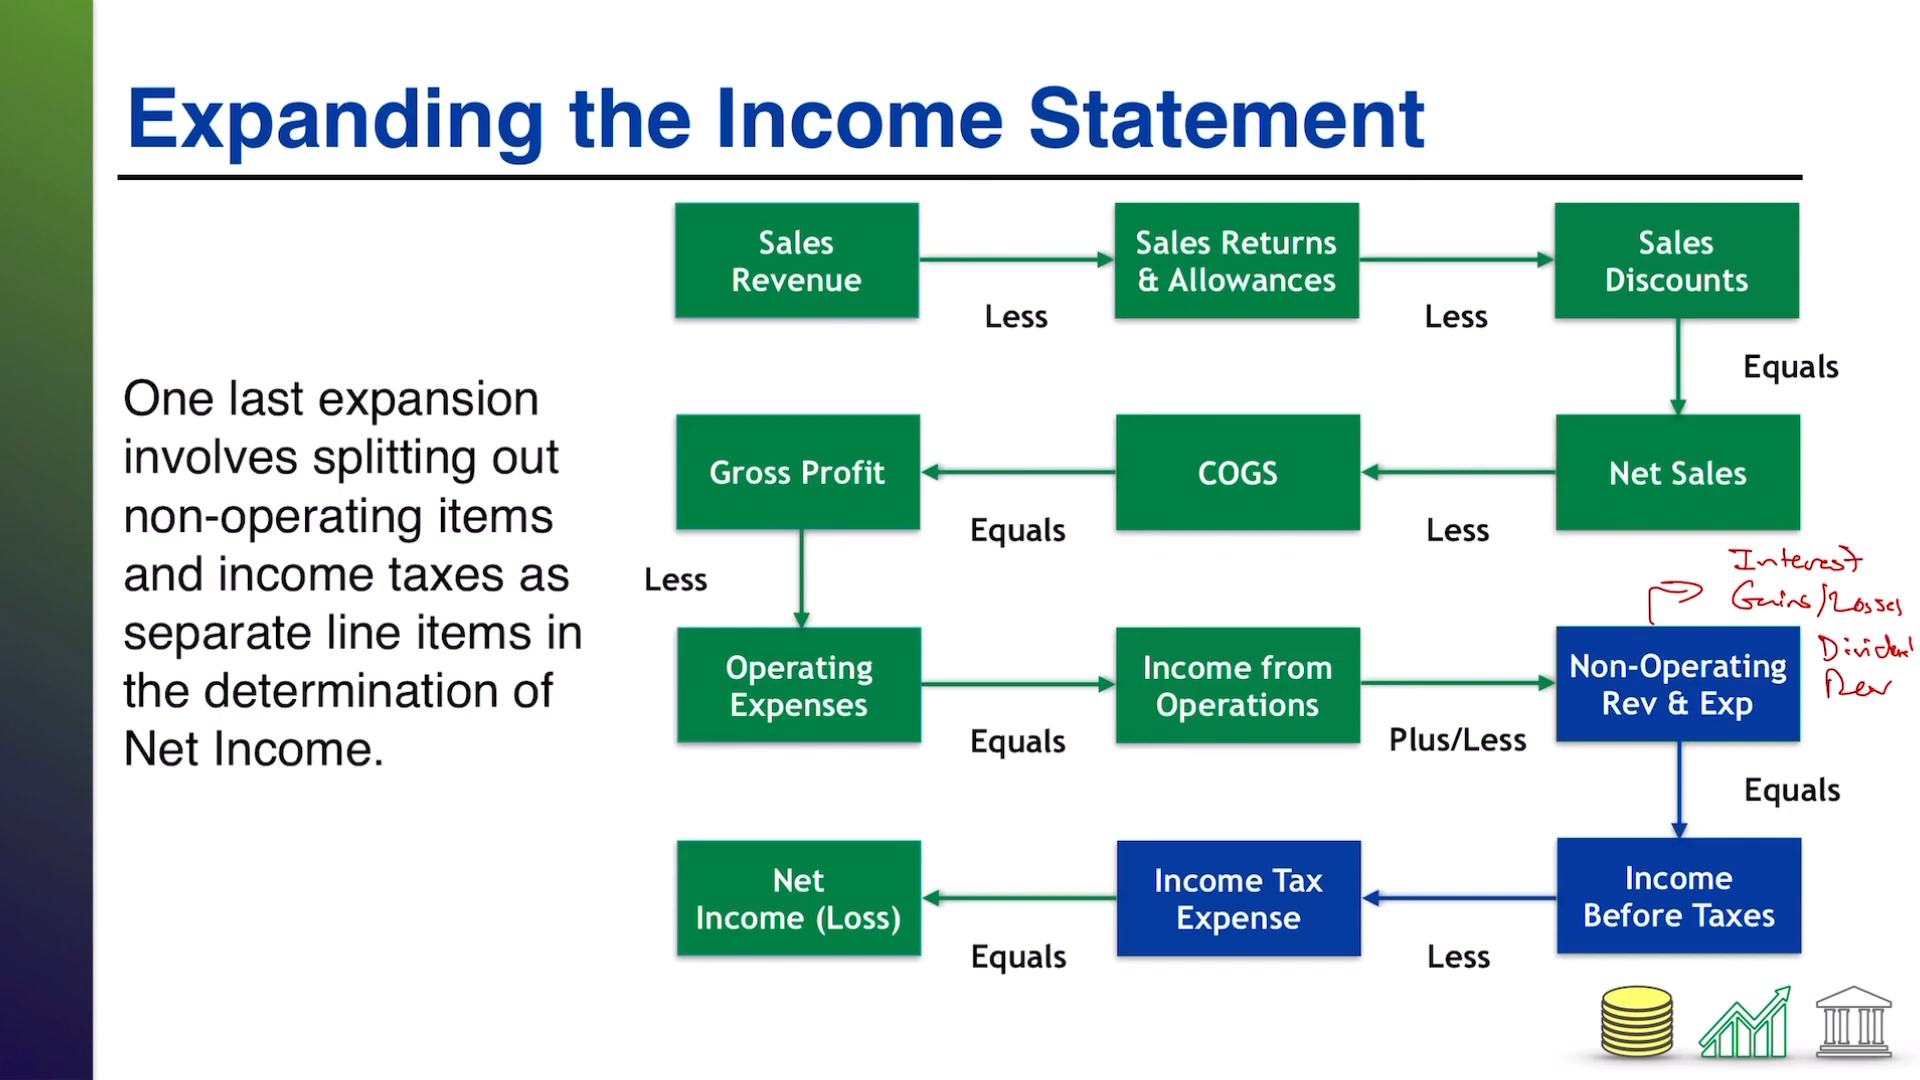 Expanding the Income Statement
One last expansion
involves splitting out
non-operating items
and income taxes as
separate line items in
the determination of
Net Income.
Sales
Revenue
Less
Sales Returns
& Allowances
Less
Sales
Discounts
Equals
Net Sales
Less
COGS
Equals
Gross Profit
Less
Operating
Expenses
Equals
Income from
Operations
Plus/Less
Non-Operating
Rev & Exp
Interest
Gains/Losses
Dividend
Rev
Equals
Income
Before Taxes
Less
Income Tax
Expense
Equals
Net
Income (Loss)